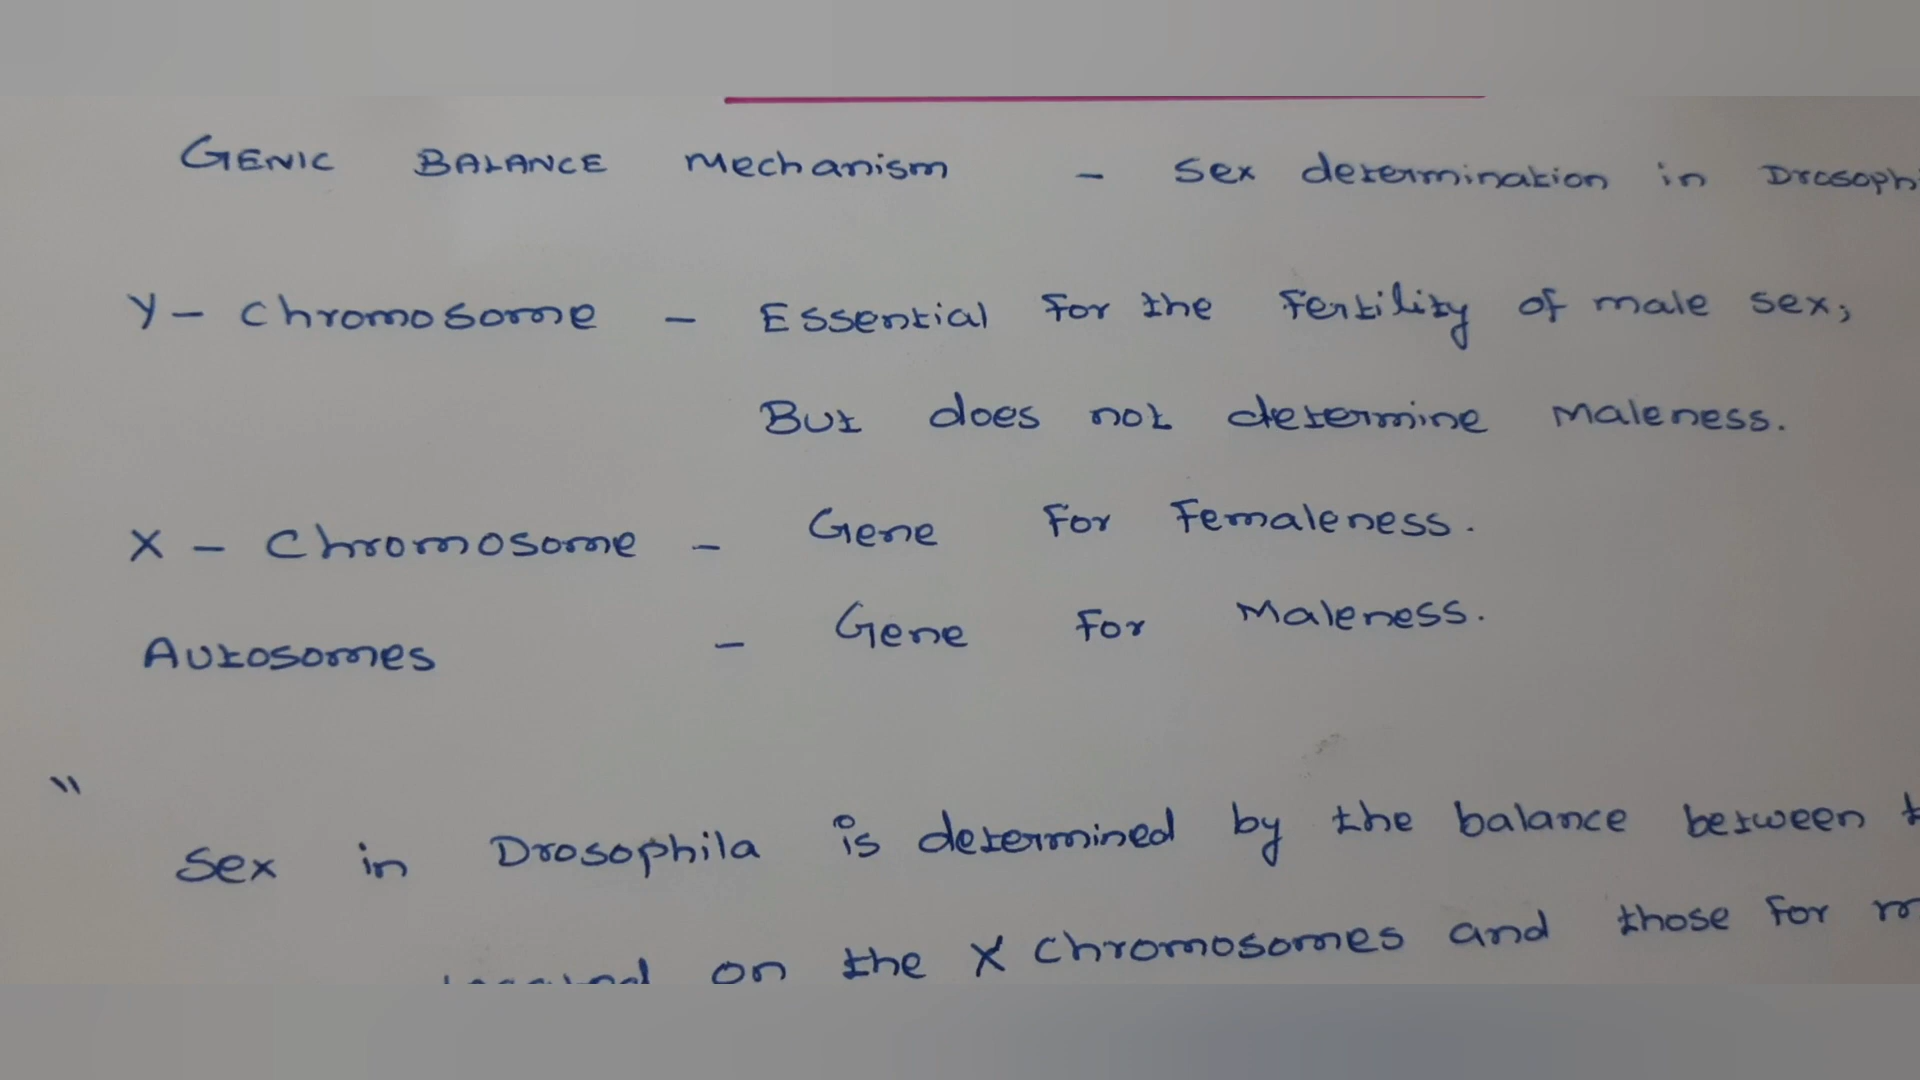 GENIC BALANCE Mechanism - Sex determination in
Y - Chromosome - Essential For the Fertility of male sex;
But does not determine Maleness.
X - Chromosome - Gene For Femaleness.
Autosomes - Gene For Maleness.
"
Sex in Drosophila is determined by the balance between
on the X Chromosomes and those For